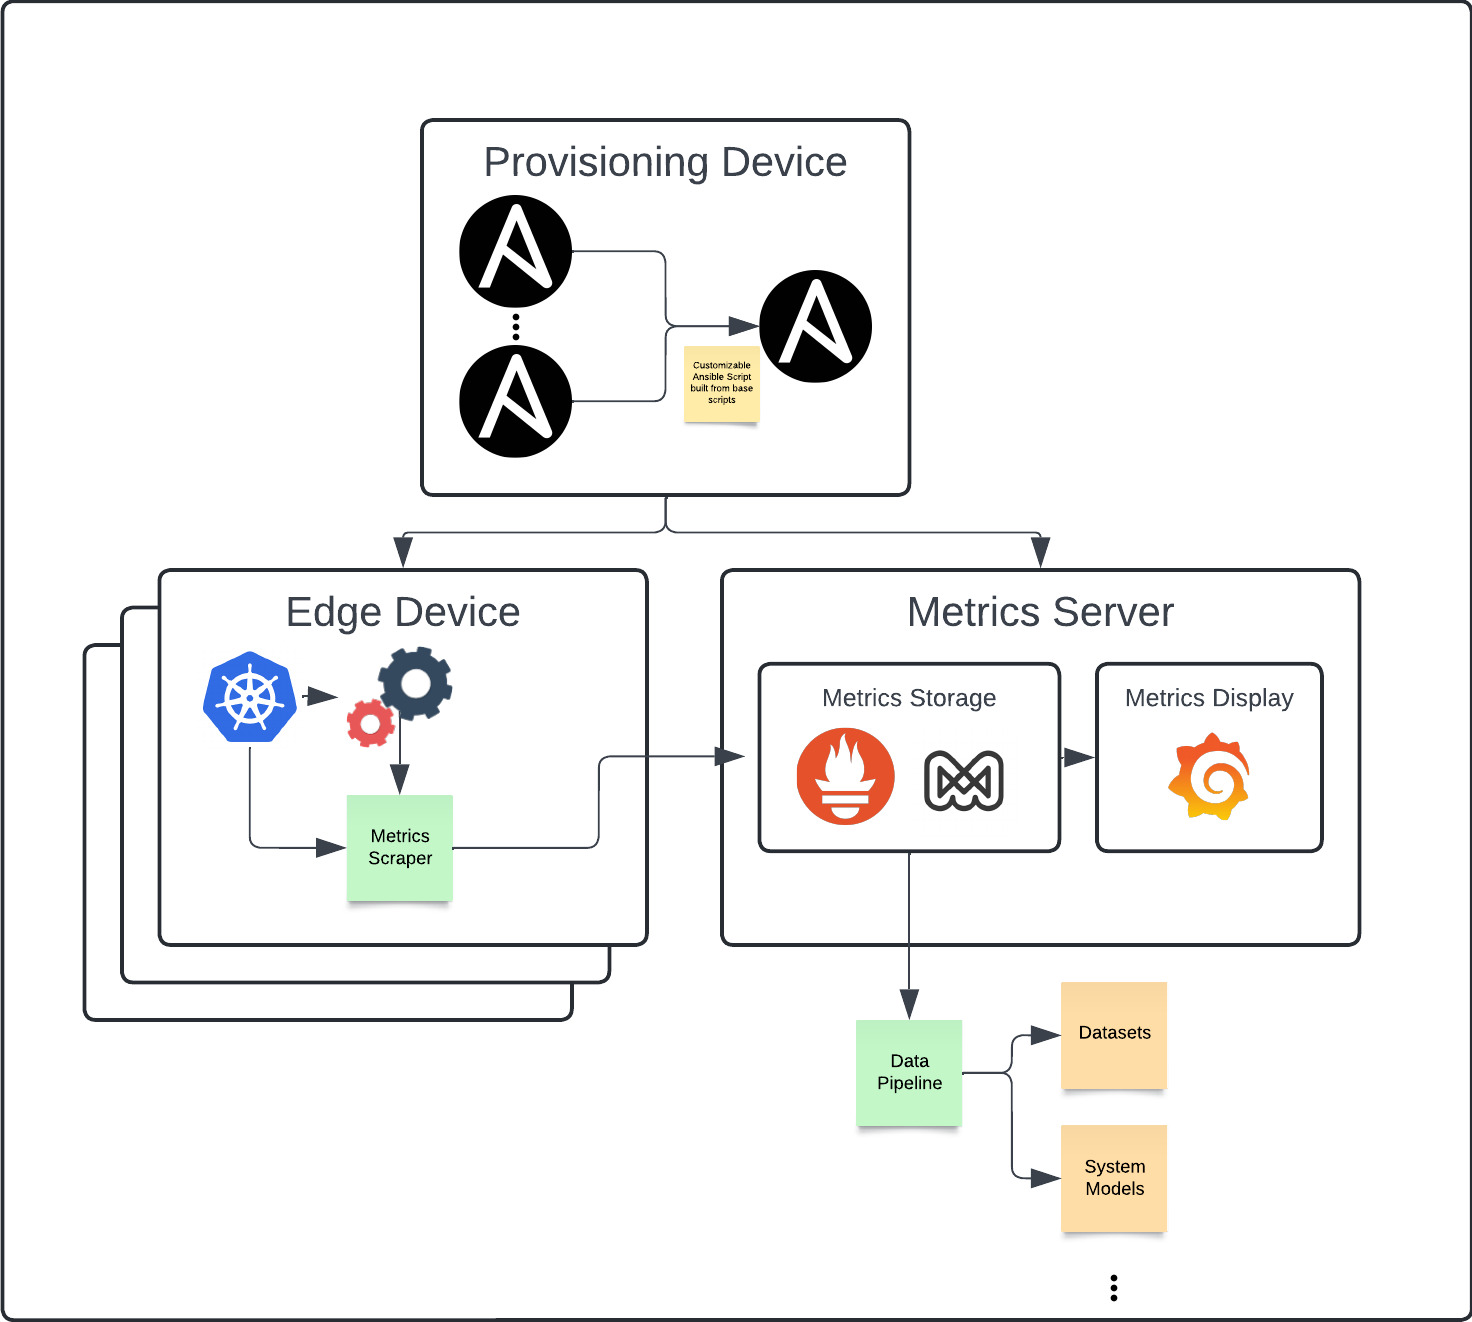 Provisioning Device
Customizable
Ansible Script
built from base
scripts
Edge Device
Metrics
Scraper
Metrics Server
Metrics Storage
Metrics Display
Data
Pipeline
Datasets
System
Models